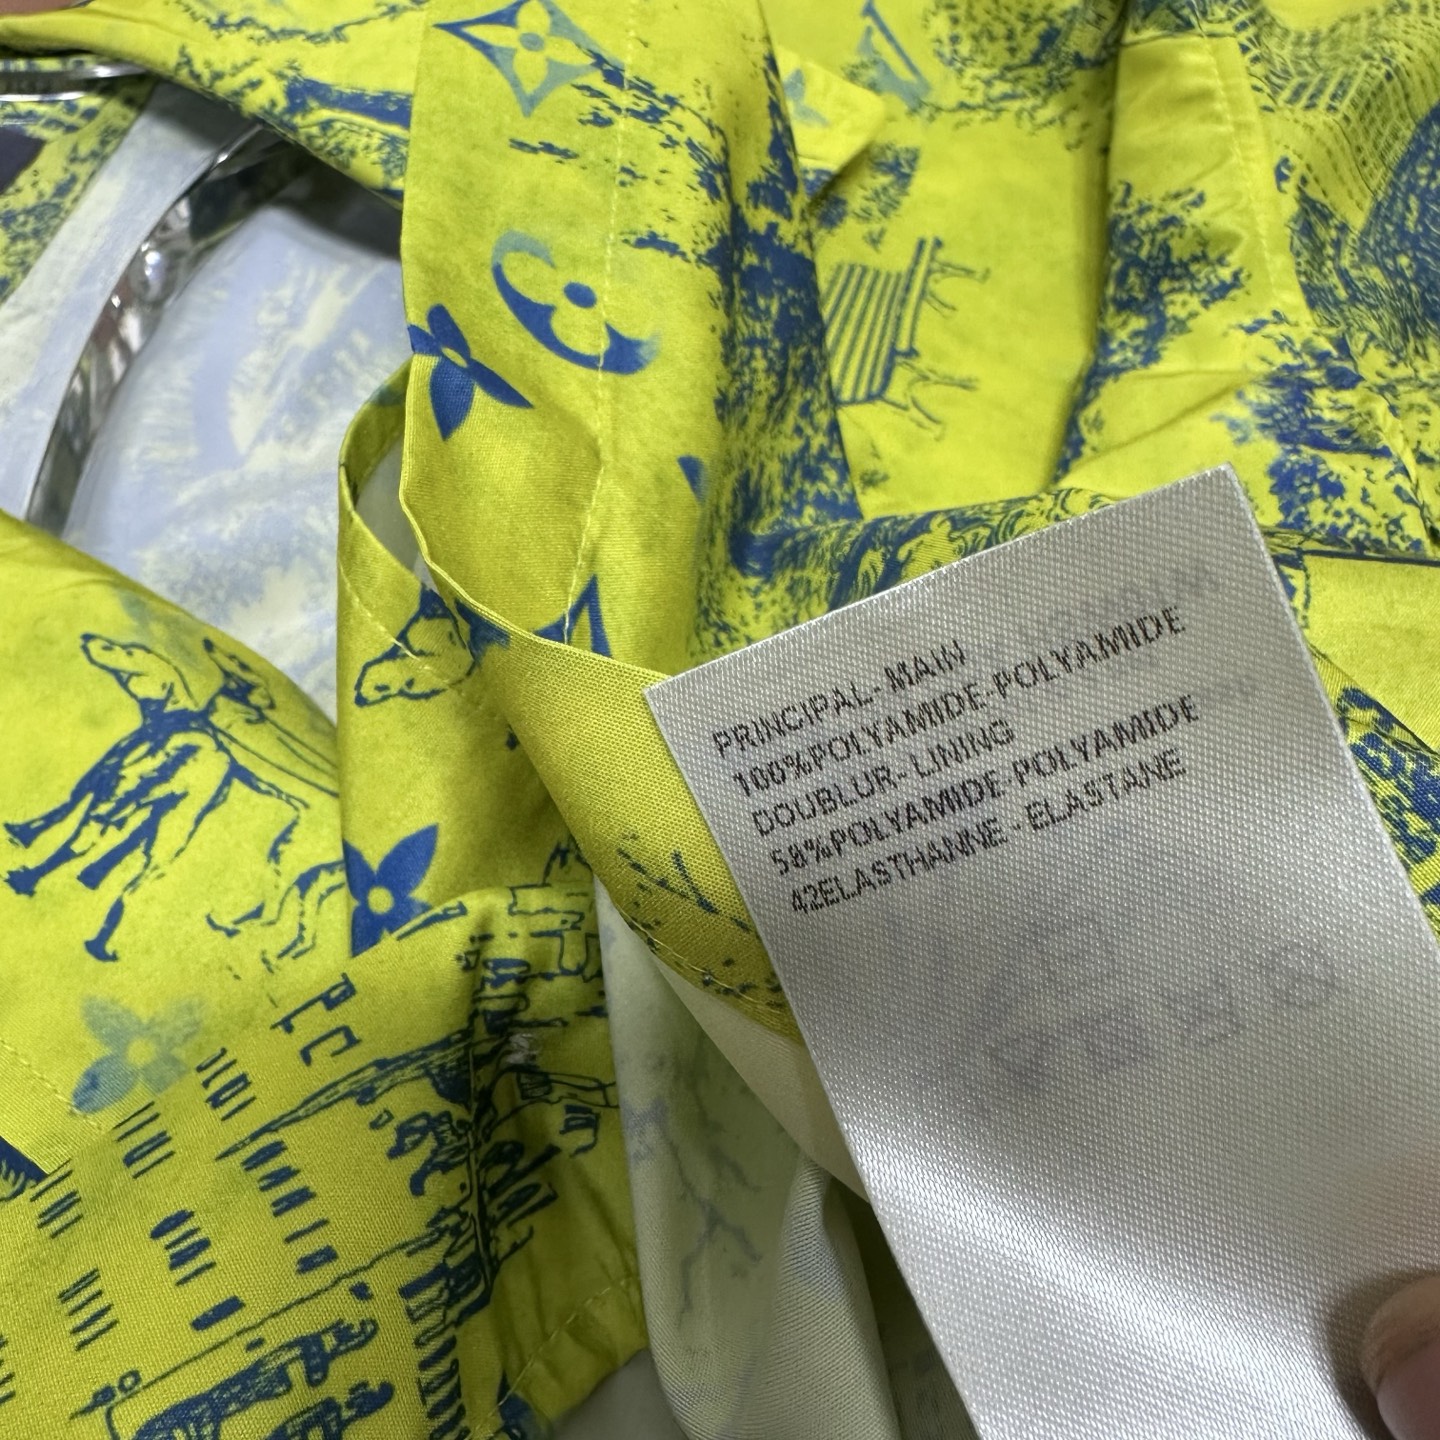 PRINCIPAL-MAIN
100%POLYAMIDE-POLYAMIDE
DOUBLUR-LINING
58%POLYAMIDE-POLYAMIDE
42ELASTHANNE-ELASTANE